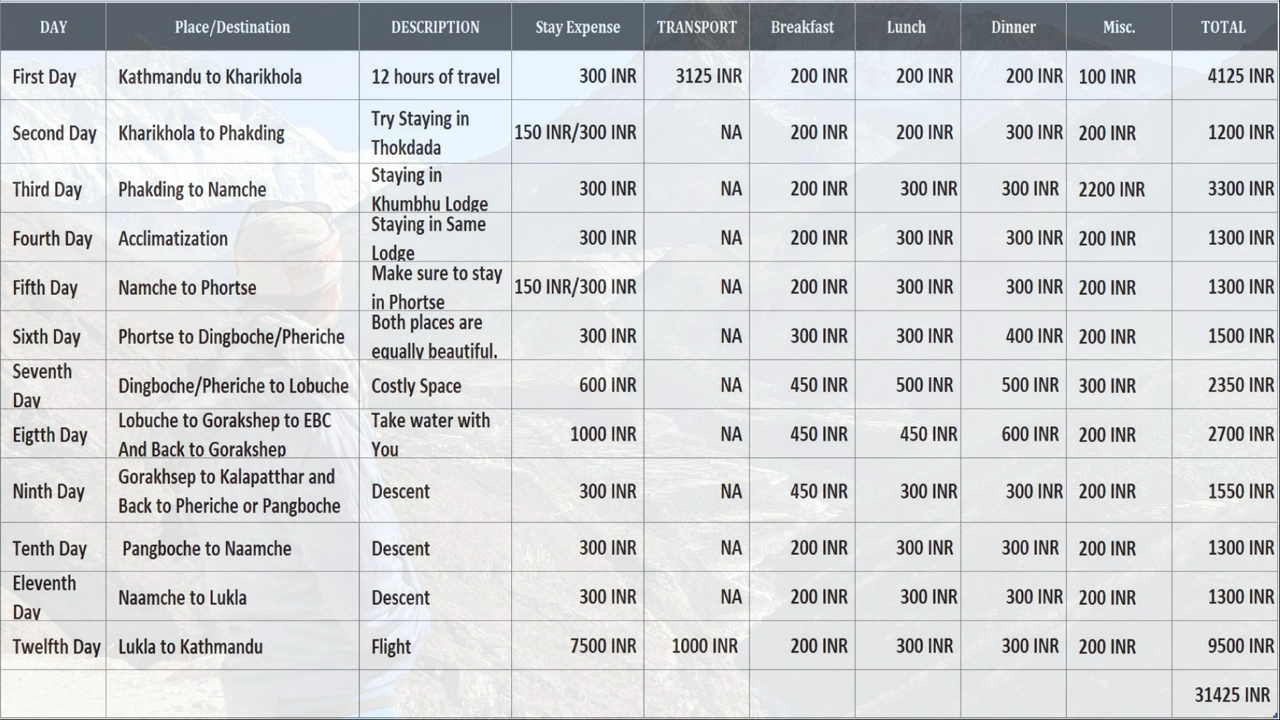 DAY Place/Destination DESCRIPTION Stay Expense TRANSPORT Breakfast Lunch Dinner Misc. TOTAL
First Day Kathmandu to Kharikhola 12 hours of travel 300 INR 3125 INR 200 INR 200 INR 200 INR 100 INR 4125 INR
Second Day Kharikhola to Phakding Try Staying in Thokdada 150 INR/300 INR NA 200 INR 200 INR 300 INR 200 INR 1200 INR
Third Day Phakding to Namche Staying in Khumbhu Lodge 300 INR NA 200 INR 300 INR 300 INR 2200 INR 3300 INR
Fourth Day Acclimatization Staying in Same Lodge 300 INR NA 200 INR 300 INR 300 INR 200 INR 1300 INR
Fifth Day Namche to Phortse Make sure to stay in Phortse 150 INR/300 INR NA 200 INR 300 INR 300 INR 200 INR 1300 INR
Sixth Day Phortse to Dingboche/Pheriche Both places are equally beautiful. 300 INR NA 300 INR 300 INR 400 INR 200 INR 1500 INR
Seventh Day Dingboche/Pheriche to Lobuche Costly Space 600 INR NA 450 INR 500 INR 500 INR 300 INR 2350 INR
Eigtth Day Lobuche to Gorakshep to EBC And Back to Gorakshep Take water with You 1000 INR NA 450 INR 450 INR 600 INR 200 INR 2700 INR
Ninth Day Gorakhsep to Kalapatthar and Back to Pheriche or Pangboche Descent 300 INR NA 450 INR 300 INR 300 INR 200 INR 1550 INR
Tenth Day Pangboche to Naamche Descent 300 INR NA 200 INR 300 INR 300 INR 200 INR 1300 INR
Eleventh Day Naamche to Lukla Descent 300 INR NA 200 INR 300 INR 300 INR 200 INR 1300 INR
Twelfth Day Lukla to Kathmandu Flight 7500 INR 1000 INR 200 INR 300 INR 300 INR 200 INR 9500 INR
31425 INR